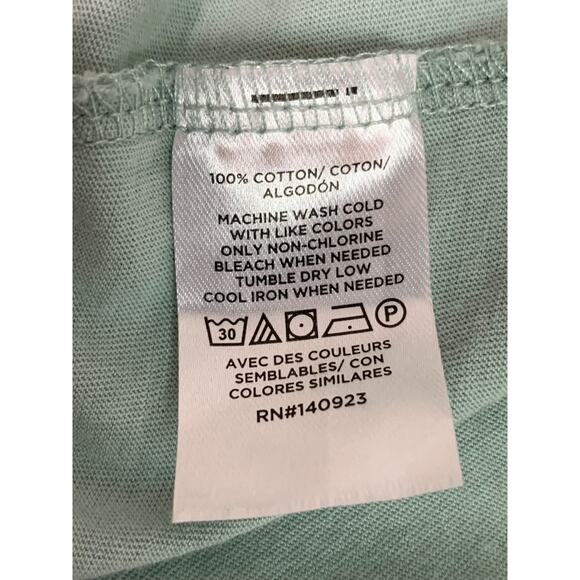 100% COTTON/ COTON/
ALGODÓN
MACHINE WASH COLD
WITH LIKE COLORS
ONLY NON-CHLORINE
BLEACH WHEN NEEDED
TUMBLE DRY LOW
COOL IRON WHEN NEEDED
30 P
AVEC DES COULEURS
SEMBLABLES/ CON
COLORES SIMILARES
RN#140923